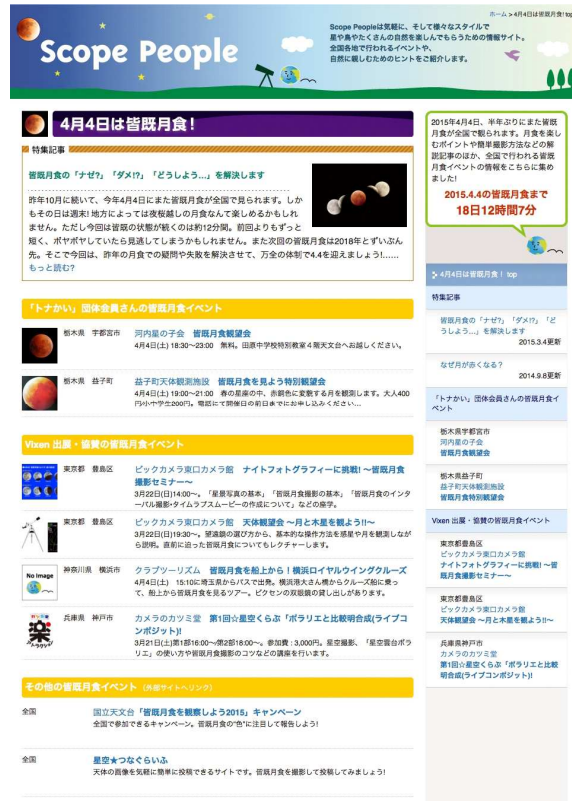 ホーム > 4月4日は皆既月食! top
Scope People
Scope Peopleは気軽に、そして様々なスタイルで
星や鳥やたくさんの自然を楽しんでもらうための情報サイト。
全国各地で行われるイベントや、
自然に親しむためのヒントをご紹介します。
4月4日は皆既月食！
特集記事
皆既月食の「ナゼ?」「ダメ!?」「どうしよう…」を解決します
昨年10月に続いて、今年4月4日にまた皆既月食が全国で見られます。しか
もその日は週末! 地方によっては夜桜越しの月食なんて楽しめるかもしれ
ません。ただし今回は皆既の状態が続くのは約12分間。前回よりもずっと
短く、ボヤボヤしていたら見逃してしまうかもしれません。また次回の皆既月食は2018年とずいぶん
先。そこで今回は、昨年の月食での疑問や失敗を解決させて、万全の体制で4.4を迎えましょう!……
もっと読む?
「トナかい」団体会員さんの皆既月食イベント
栃木県 宇都宮市
河内星の子会 皆既月食観望会
4月4日(土) 18:30~23:00 無料。田原中学校特別教室４階天文台へお越しください。
栃木県 益子町
益子町天体観測施設 皆既月食を見よう特別観望会
4月4日(土) 19:00~21:00 春の星座の中、赤銅色に変貌する月を観測します。大人400
円/小中学生200円。電話にて開催日の前日までにお申し込みください…
Vixen 出展・協賛の皆既月食イベント
東京都 豊島区
ビックカメラ東口カメラ館 ナイトフォトグラフィーに挑戦! ～皆既月食
撮影セミナー～
3月22日(日)14:00~。「星景写真の基本」「皆既月食撮影の基本」「皆既月食のインタ
ーバル撮影・タイムラプスムービーの作成について」などの座学。
東京都 豊島区
ビックカメラ東口カメラ館 天体観望会 ～月と木星を観よう!!～
3月22日(日)19:30~。望遠鏡の選び方から、基本的な操作方法を惑星や月を観測しなが
ら説明。直前に迫った皆既月食についてもレクチャーします。
No Image
神奈川県 横浜市
クラブツーリズム 皆既月食を船上から！横浜ロイヤルウイングクルーズ
4月4日(土) 15:10に埼玉県からバスで出発。横浜港大さん橋からクルーズ船に乗っ
て、船上から皆既月食を見るツアー。ビクセンの双眼鏡の貸し出しがあります。
兵庫県 神戸市
カメラのカツミ堂 第1回☆星空くらぶ「ポラリエと比較明合成(ライブコ
ンポジット)!
3月21日(土)第1部16:00~第2部18:00~。参加費：3,000円。星空撮影、「星空雲台ポラ
リエ」の使い方や皆既月食撮影のコツなどの講座を行います。
その他の皆既月食イベント (外部サイトへリンク)
全国
国立天文台「皆既月食を観察しよう2015」キャンペーン
全国で参加できるキャンペーン。皆既月食の"色"に注目して報告しよう!
全国
星空★つなぐらいふ
天体の画像を気軽に簡単に投稿できるサイトです。皆既月食を撮影して投稿してみましょう!
2015年4月4日、半年ぶりにまた皆既
月食が全国で観られます。月食を楽し
むポイントや簡単撮影方法などの解
説記事のほか、全国で行われる皆既
月食イベントの情報をこちらに集め
ました!
2015.4.4の皆既月食まで
18日12時間7分
4月4日は皆既月食！ top
特集記事
皆既月食の「ナゼ?」「ダメ!?」「ど
うしよう…」を解決します
2015.3.4更新
なぜ月が赤くなる?
2014.9.8更新
「トナかい」団体会員さんの皆既月食イ
ベント
栃木県宇都宮市
河内星の子会
皆既月食観望会
栃木県益子町
益子町天体観測施設
皆既月食特別観望会
Vixen 出展・協賛の皆既月食イベント
東京都豊島区
ビックカメラ東口カメラ館
ナイトフォトグラフィーに挑戦! ～皆
既月食撮影セミナー～
東京都豊島区
ビックカメラ東口カメラ館
天体観望会 ～月と木星を観よう!!～
兵庫県神戸市
カメラのカツミ堂
第1回☆星空くらぶ「ポラリエと比較
明合成(ライブコンポジット)!